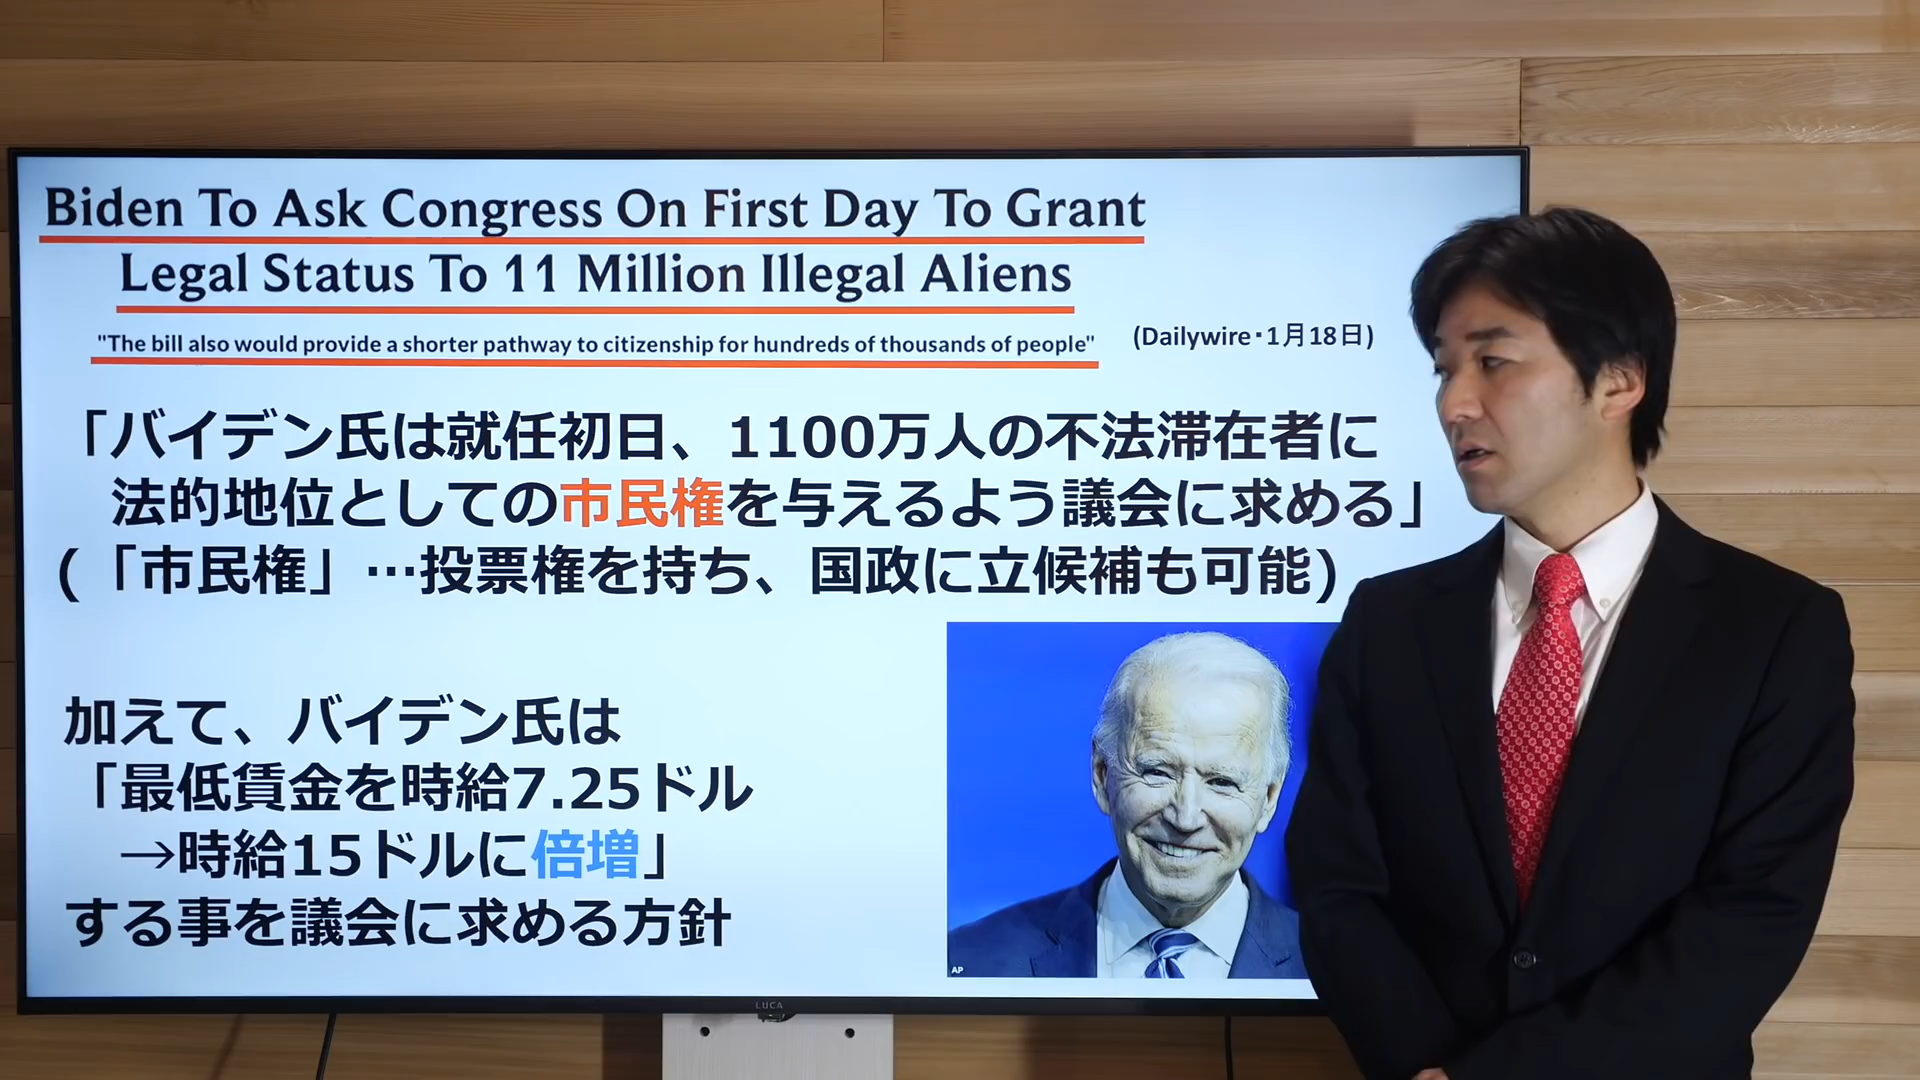 Biden To Ask Congress On First Day To Grant
Legal Status To 11 Million Illegal Aliens
"The bill also would provide a shorter pathway to citizenship for hundreds of thousands of people"
(Dailywire・1月18日)
「バイデン氏は就任初日、1100万人の不法滞在者に
法的地位としての市民権を与えるよう議会に求める」
(「市民権」…投票権を持ち、国政に立候補も可能)
加えて、バイデン氏は
「最低賃金を時給7.25ドル
→時給15ドルに倍増」
する事を議会に求める方針
AP
LUCA